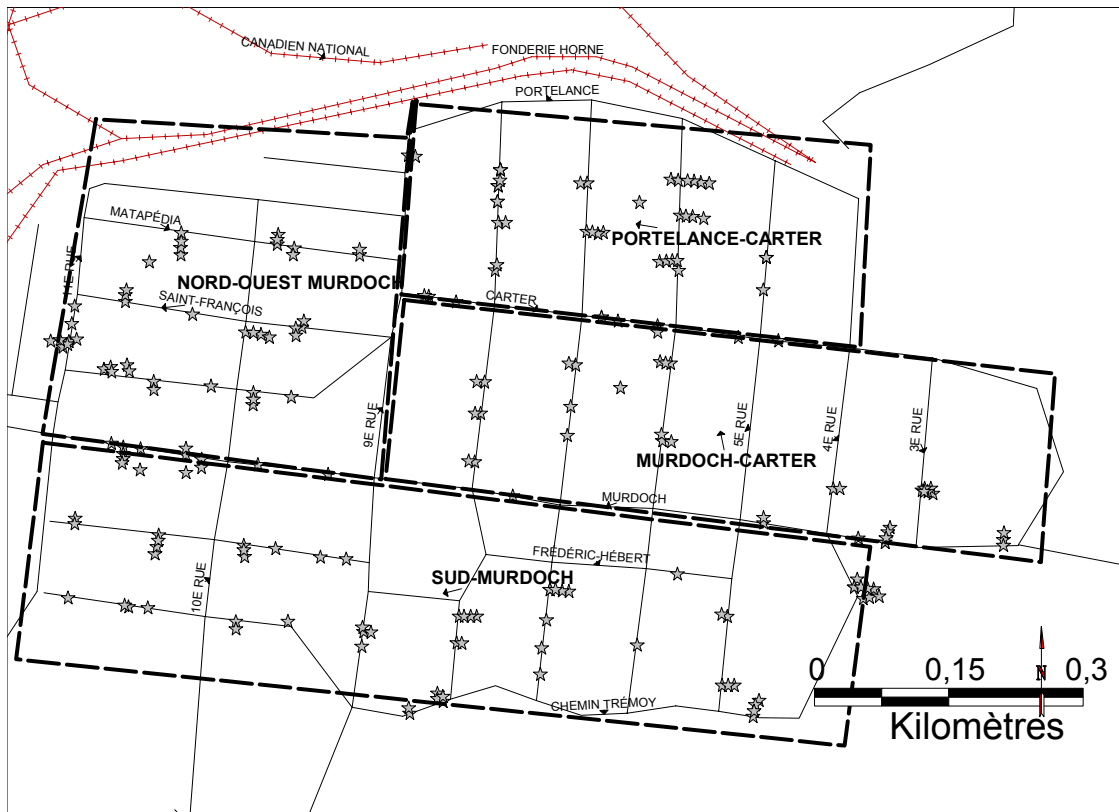 CANADIEN NATIONAL
FONDERIE HORNE
PORTELANCE
MATAPÉDIA
PORTELANCE-CARTER
11E RUE
NORD-OUEST MURDOCH
SAINT-FRANÇOIS
CARTER
9E RUE
5E RUE
4E RUE
3E RUE
MURDOCH-CARTER
MURDOCH
FRÉDÉRIC-HÉBERT
SUD-MURDOCH
10E RUE
CHEMIN TRÉMOY
0 0,15 0,3
N
Kilomètres